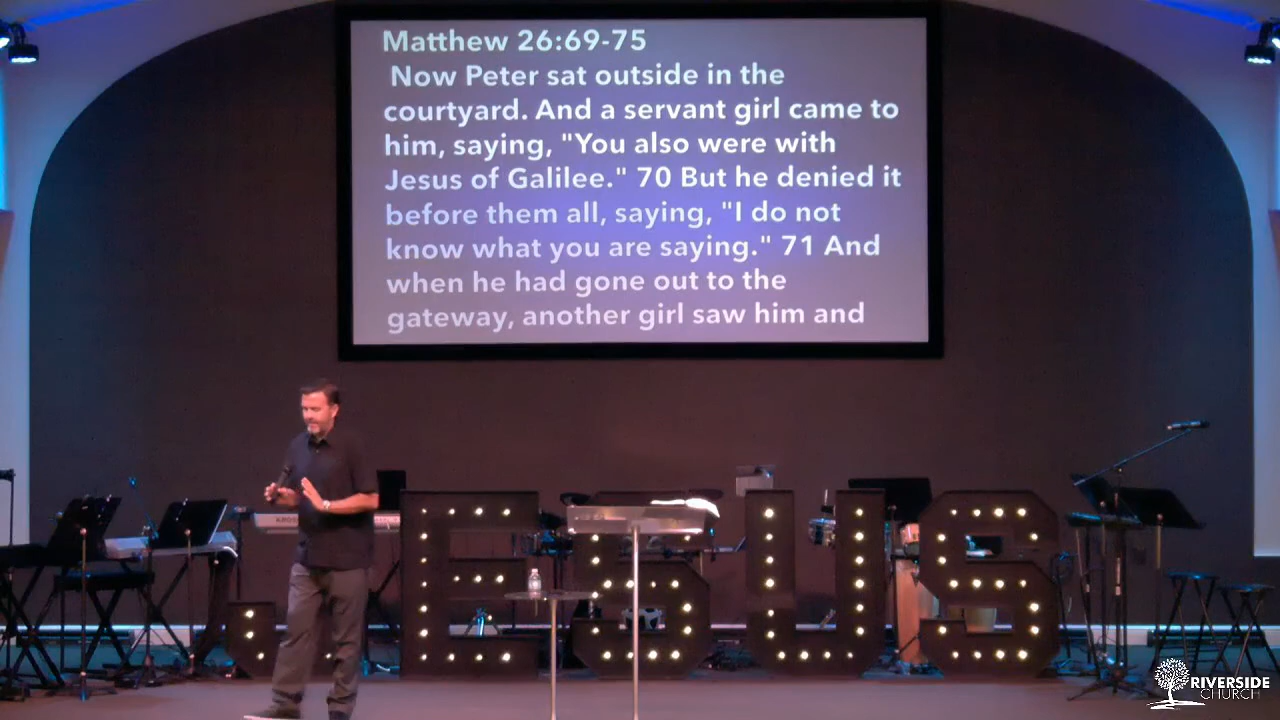 Matthew 26:69-75
Now Peter sat outside in the
courtyard. And a servant girl came to
him, saying, "You also were with
Jesus of Galilee." 70 But he denied it
before them all, saying, "I do not
know what you are saying." 71 And
when he had gone out to the
gateway, another girl saw him and
JESUS
RIVERSIDE
CHURCH